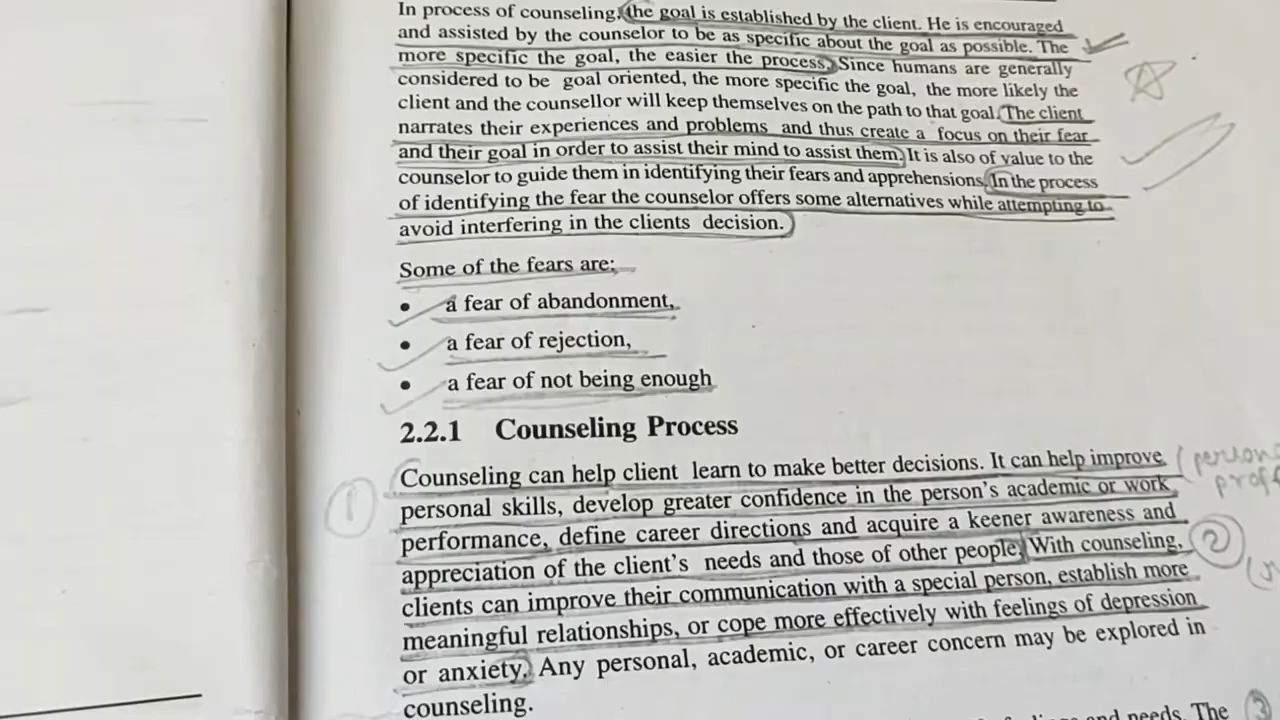 In process of counseling, the goal is established by the client. He is encouraged
and assisted by the counselor to be as specific about the goal as possible. The
more specific the goal, the easier the process. Since humans are generally
considered to be goal oriented, the more specific the goal, the more likely the
client and the counsellor will keep themselves on the path to that goal. The client
narrates their experiences and problems and thus create a focus on their fear
and their goal in order to assist their mind to assist them. It is also of value to the
counselor to guide them in identifying their fears and apprehensions. In the process
of identifying the fear the counselor offers some alternatives while attempting to
avoid interfering in the clients decision.
Some of the fears are:
• a fear of abandonment,
• a fear of rejection,
• a fear of not being enough
2.2.1 Counseling Process
Counseling can help client learn to make better decisions. It can help improve
personal skills, develop greater confidence in the person's academic or work
performance, define career directions and acquire a keener awareness and
appreciation of the client's needs and those of other people. With counseling,
clients can improve their communication with a special person, establish more
meaningful relationships, or cope more effectively with feelings of depression
or anxiety. Any personal, academic, or career concern may be explored in
counseling.
and needs. The
1
2
3